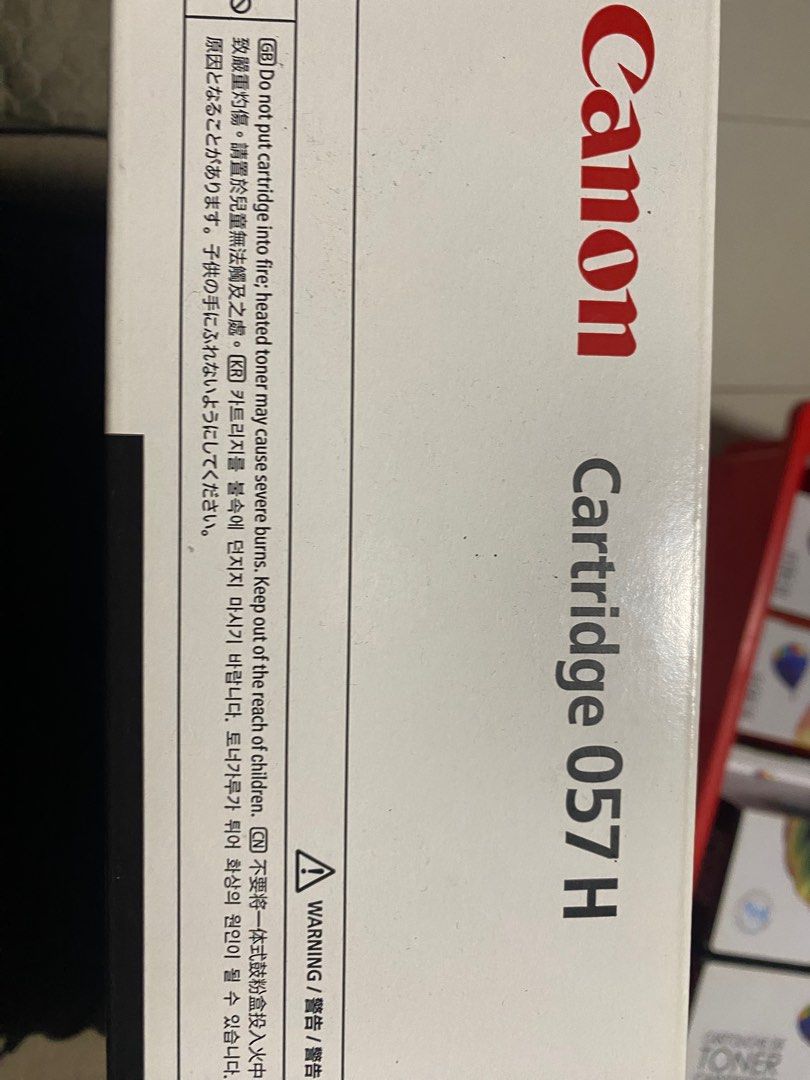 Canon
Cartridge 057 H
WARNING / 警告 / 警告
GB Do not put cartridge into fire; heated toner may cause severe burns. Keep out of the reach of children. CN 不要将一体式鼓粉盒投入火中
致嚴重灼傷。請置於兒童無法觸及之處。 KR 카트리지를 불속에 던지지 마시기 바랍니다. 토너가루가 튀어 화상의 원인이 될 수 있습니다.
原因となることがあります。子供の手にふれないようにしてください。
TONER